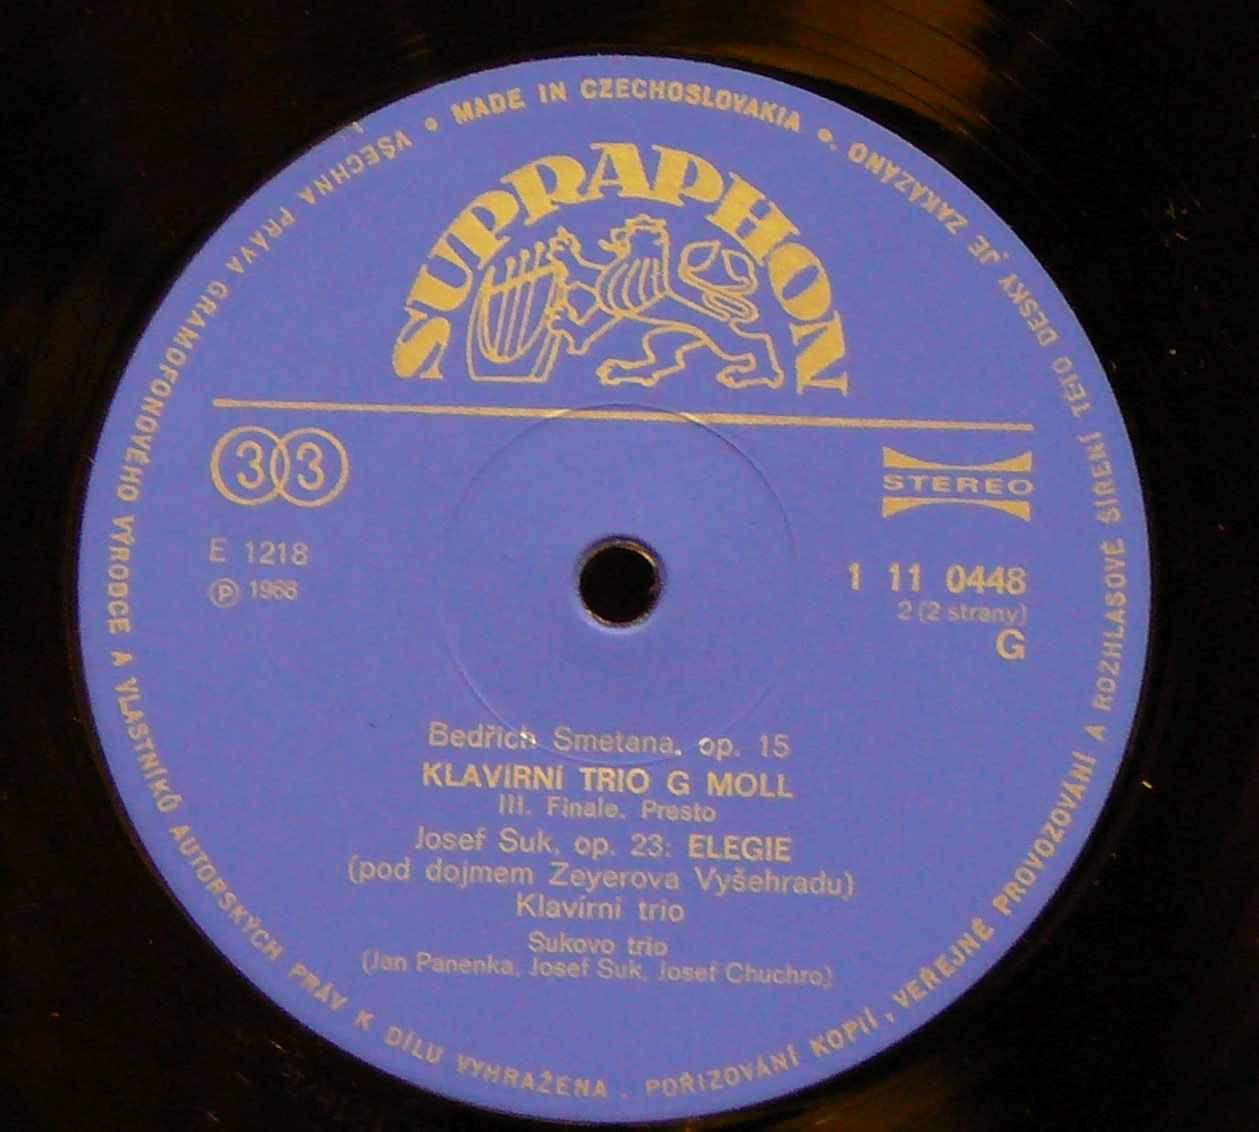 VŠECHNA PRÁVA GRAMOFONOVÉHO VÝROBCE A VLASTNÍKŮ AUTORSKÝCH PRÁV K DÍLU VYHRAŽENA . POŘIZOVÁNÍ KOPIÍ , VEŘEJNÉ PROVOZOVÁNÍ A ROZHLASOVÉ ŠÍŘENÍ TÉTO DESKY JE ZAKÁZÁNO .
• MADE IN CZECHOSLOVAKIA •
SUPRAPHON
33
STEREO
E 1218
Ⓟ 1968
1 11 0448
2 (2 strany)
G
Bedřich Smetana, op. 15
KLAVÍRNÍ TRIO G MOLL
III. Finale. Presto
Josef Suk, op. 23: ELEGIE
(pod dojmem Zeyerova Vyšehradu)
Klavírní trio
Sukovo trio
(Jan Panenka, Josef Suk, Josef Chuchro)